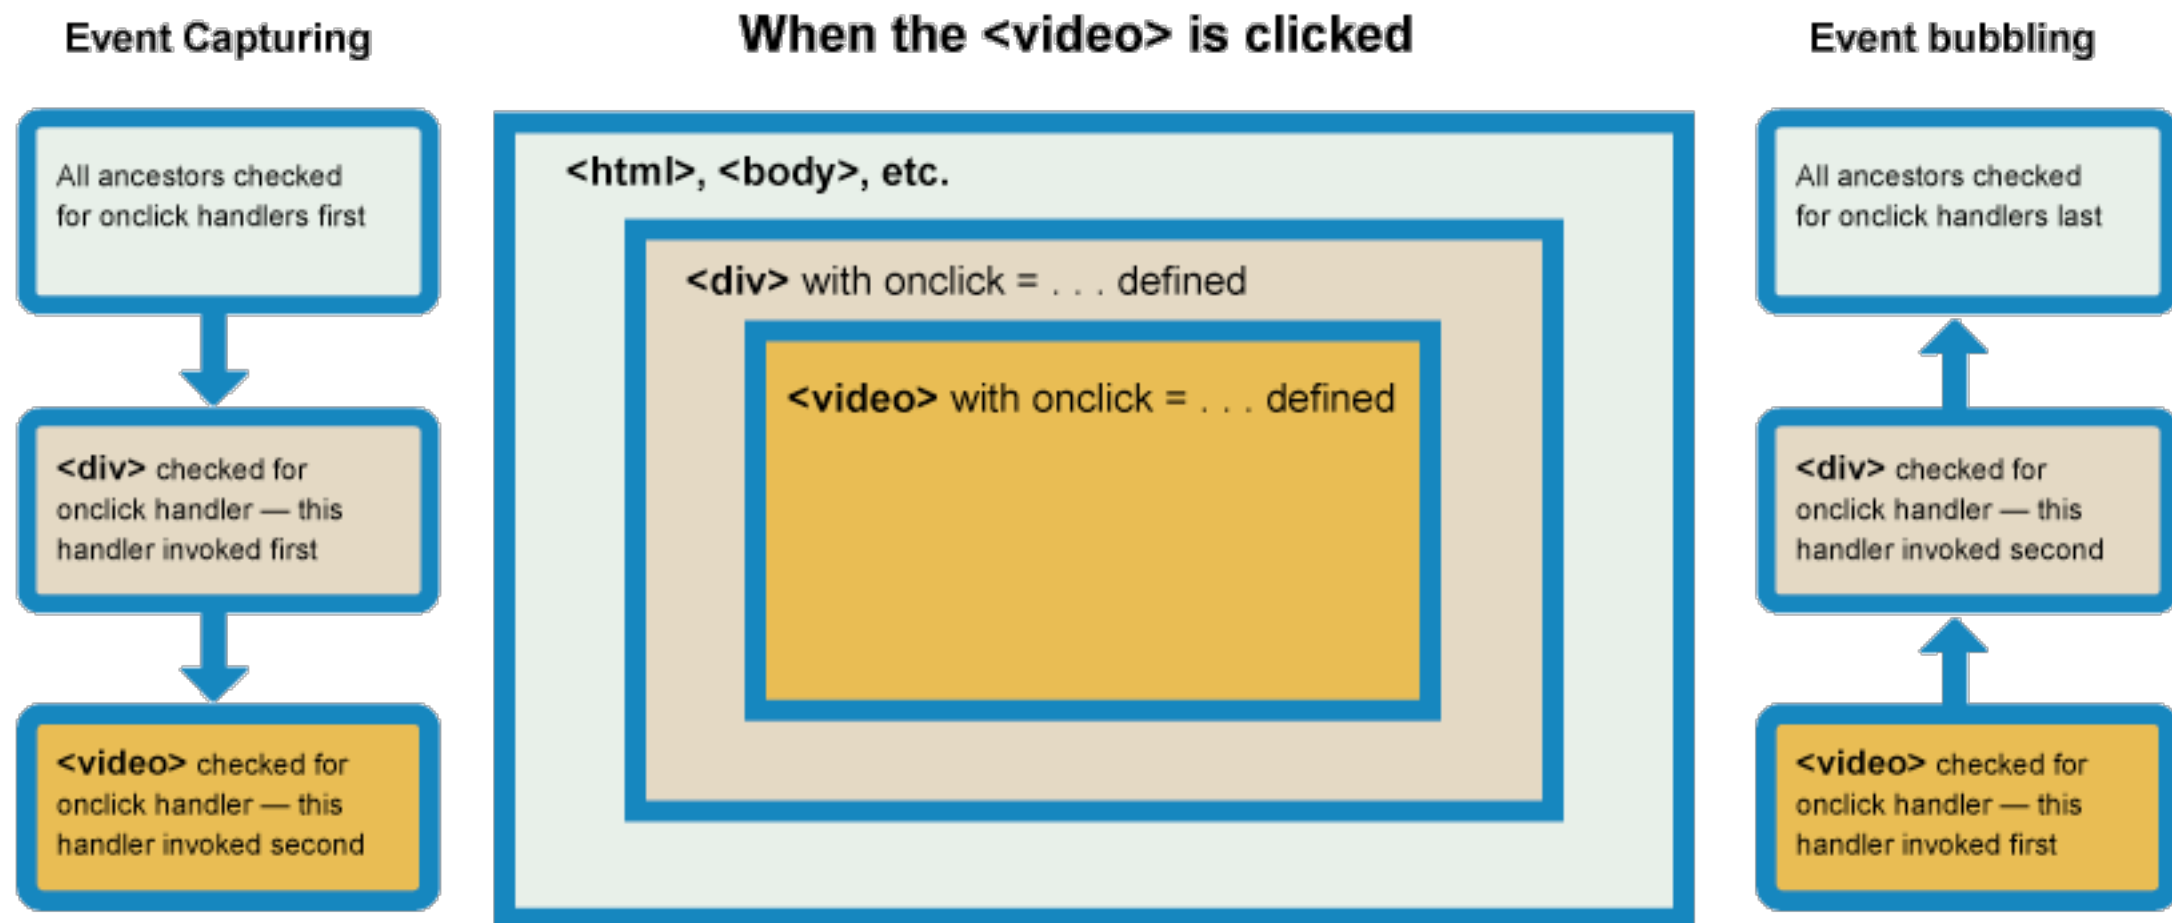 Event Capturing
When the <video> is clicked
Event bubbling
All ancestors checked
for onclick handlers first
<div> checked for
onclick handler — this
handler invoked first
<video> checked for
onclick handler — this
handler invoked second
<html>, <body>, etc.
<div> with onclick = . . . defined
<video> with onclick = . . . defined
All ancestors checked
for onclick handlers last
<div> checked for
onclick handler — this
handler invoked second
<video> checked for
onclick handler — this
handler invoked first